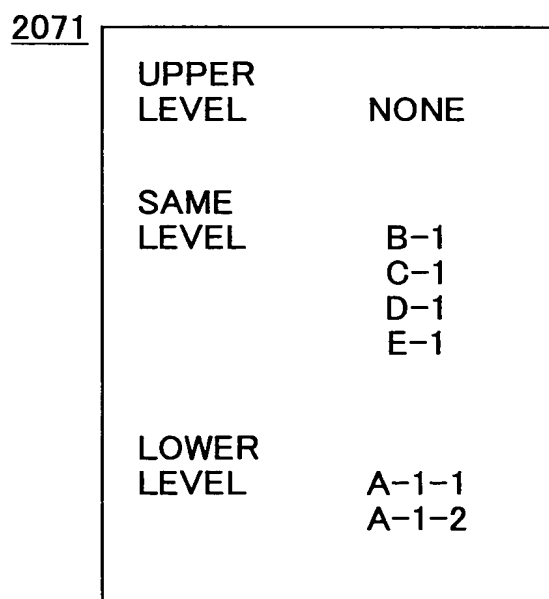 2071
UPPER
LEVEL NONE
SAME
LEVEL B-1
C-1
D-1
E-1
LOWER
LEVEL A-1-1
A-1-2